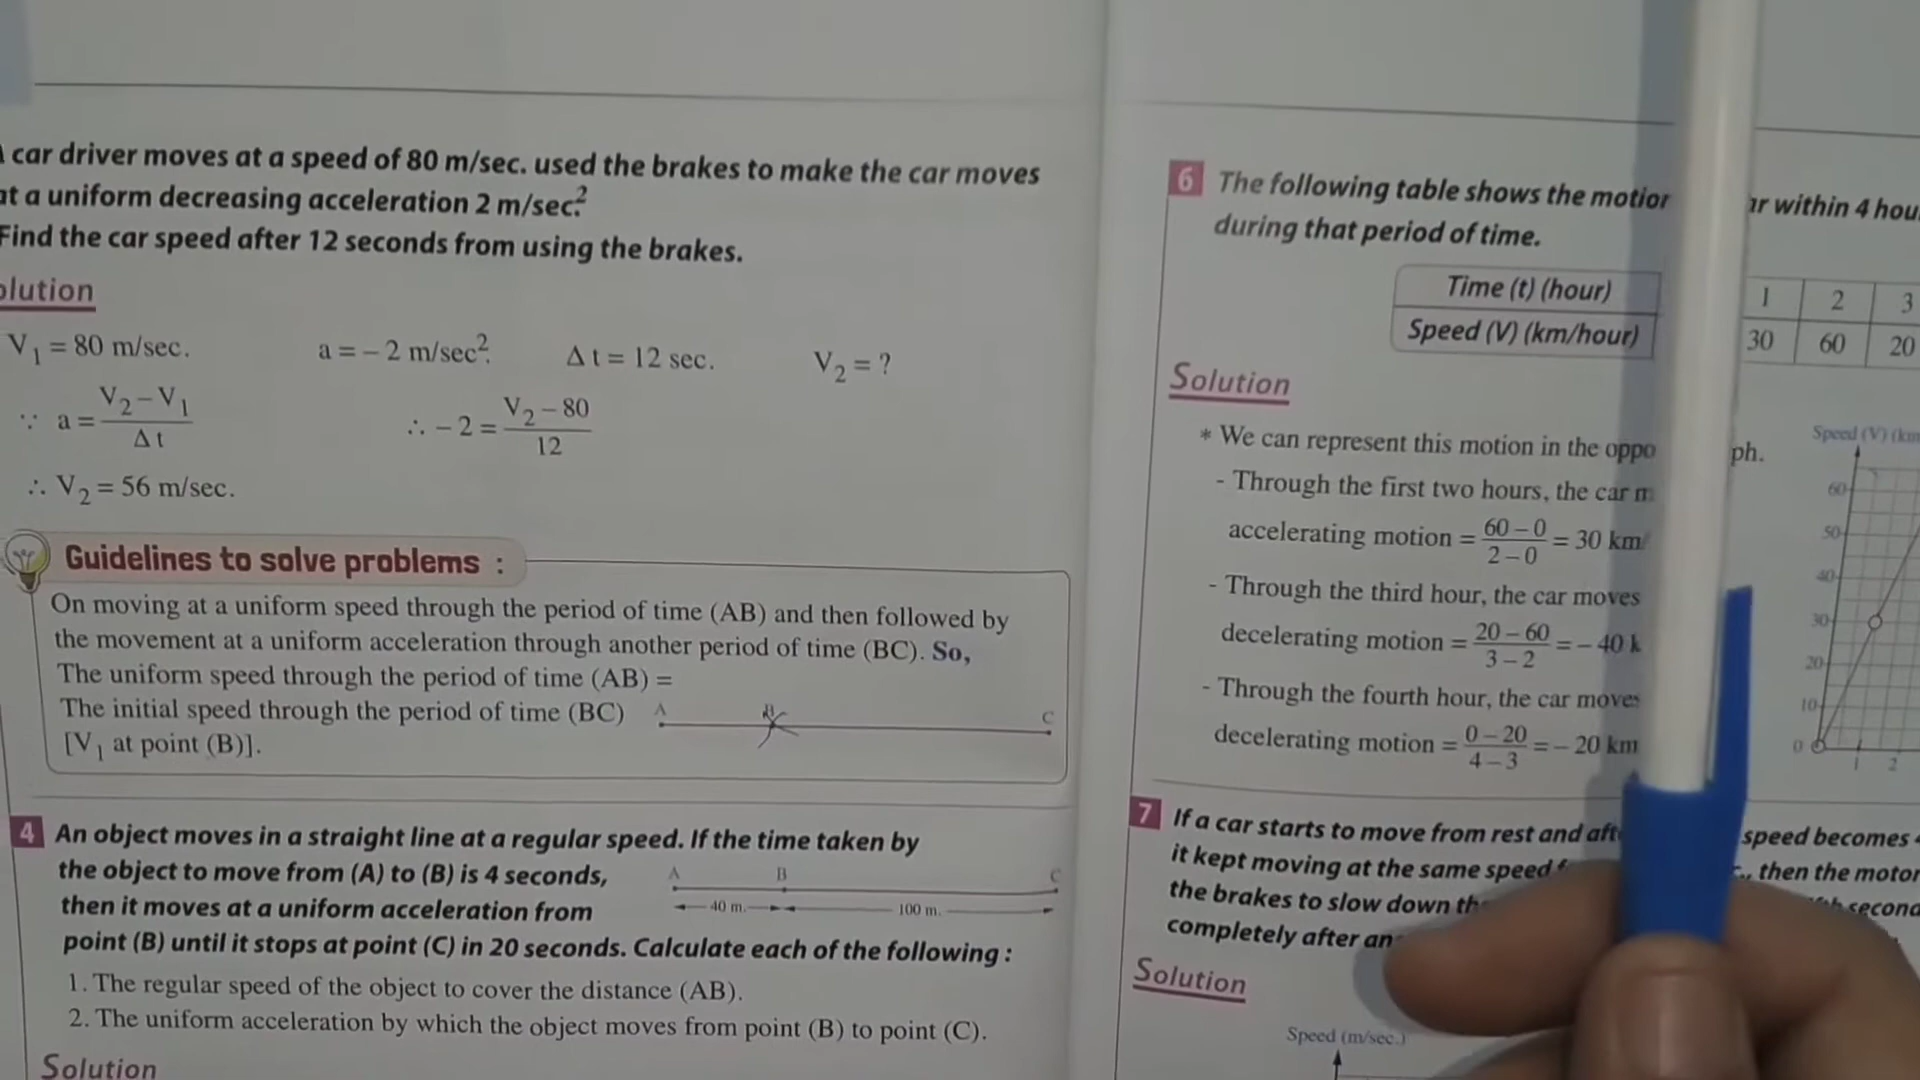 car driver moves at a speed of 80 m/sec. used the brakes to make the car moves
at a uniform decreasing acceleration 2 m/sec.²
Find the car speed after 12 seconds from using the brakes.
V₁ = 80 m/sec. a = – 2 m/sec². Δ t = 12 sec. V₂ = ?
∵ a = (V₂ – V₁) / Δ t ∴ – 2 = (V₂ – 80) / 12
∴ V₂ = 56 m/sec.
Guidelines to solve problems :
On moving at a uniform speed through the period of time (AB) and then followed by
the movement at a uniform acceleration through another period of time (BC). So,
The uniform speed through the period of time (AB) =
The initial speed through the period of time (BC)
[V₁ at point (B)].
A B C
4 An object moves in a straight line at a regular speed. If the time taken by
the object to move from (A) to (B) is 4 seconds,
then it moves at a uniform acceleration from
point (B) until it stops at point (C) in 20 seconds. Calculate each of the following :
A B C
40 m. 100 m.
1. The regular speed of the object to cover the distance (AB).
2. The uniform acceleration by which the object moves from point (B) to point (C).
Solution
6 The following table shows the within 4
during that period of time.
Time (t) (hour) 1 2 3
Speed (V) (km/hour) 30 60 20
Solution
* We can represent this motion in the
- Through the first two hours, the car
accelerating motion = (60 – 0) / (2 – 0) = 30
- Through the third hour, the car moves
decelerating motion = (20 – 60) / (3 – 2) = – 40
- Through the fourth hour, the car moves
decelerating motion = (0 – 20) / (4 – 3) = – 20
Speed (V)
60
50
40
30
20
10
0 1 2
7 If a car starts to move from rest and speed becomes
it kept moving at the same speed then the
the brakes to slow down
completely after
Solution
Speed (m/sec.)